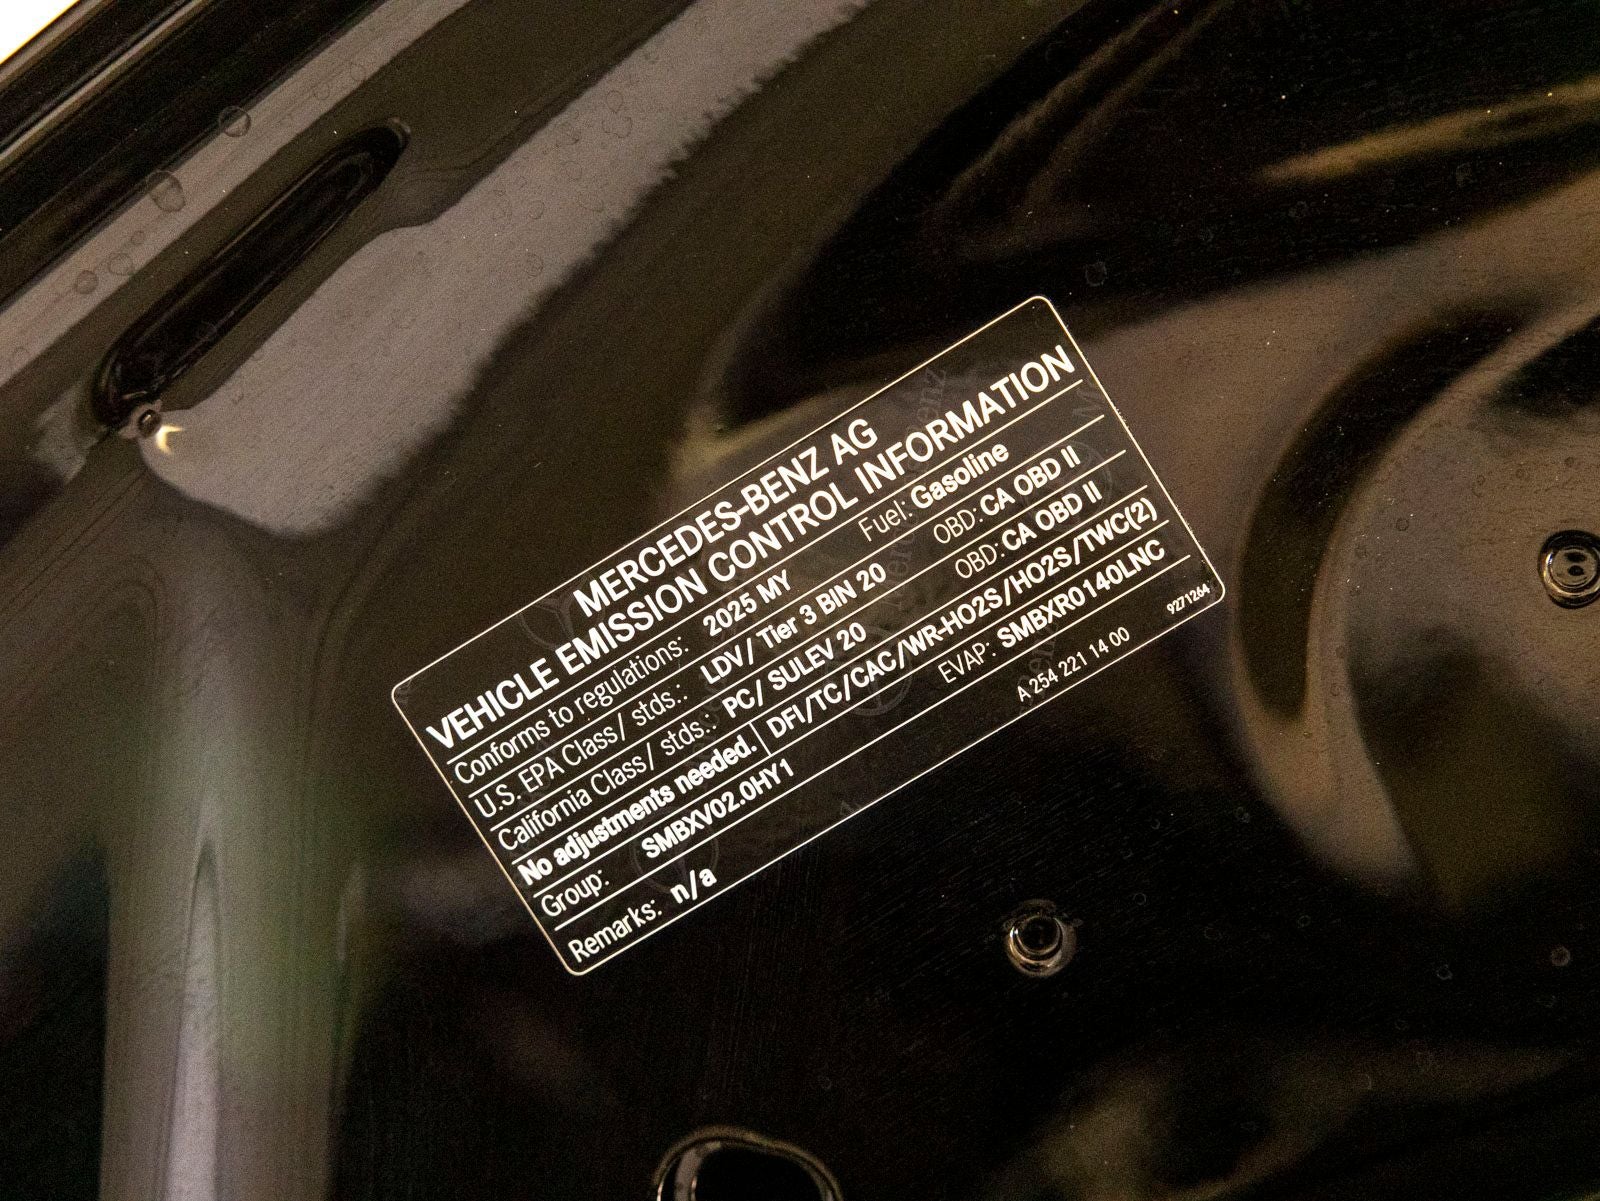 MERCEDES-BENZ AG
VEHICLE EMISSION CONTROL INFORMATION
Conforms to regulations: 2025 MY Fuel: Gasoline
U.S. EPA Class/ stds.: LDV/ Tier 3 BIN 20 OBD: CA OBD II
California Class/ stds.: PC/ SULEV 20 OBD: CA OBD II
No adjustments needed. DFI/TC/CAC/WR-HO2S/HO2S/TWC(2)
Group: SMBXV02.0HY1 EVAP: SMBXR0140LNC
Remarks: n/a A 254 221 14 00 9271264